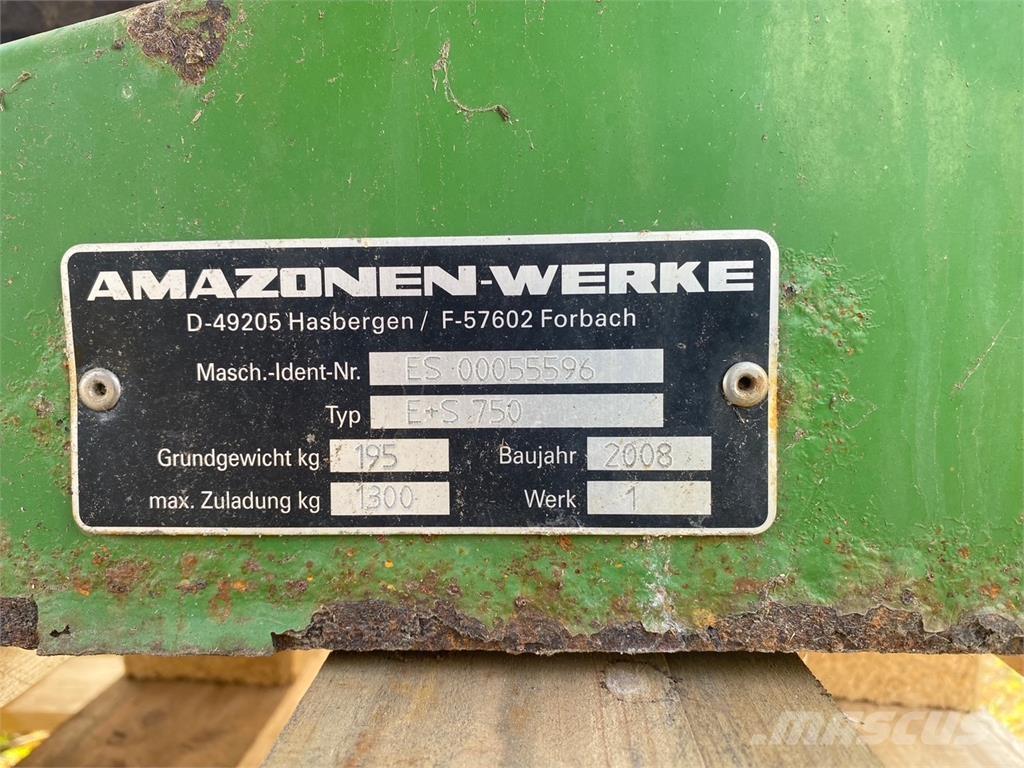 AMAZONEN-WERKE
D-49205 Hasbergen / F-57602 Forbach
Masch.-Ident-Nr. ES 00055596
Typ E+S 750
Grundgewicht kg 195 Baujahr 2008
max. Zuladung kg 1300 Werk 1
MASCUS